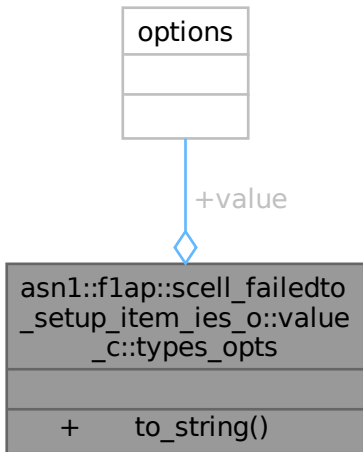 options
+value
asn1::f1ap::scell_failedto
_setup_item_ies_o::value
_c::types_opts
+ to_string()